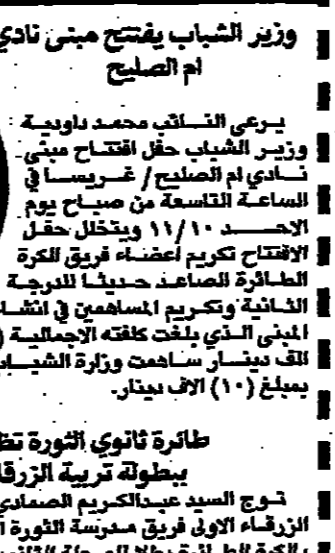 وزير الشباب يفتتح مبنى نادي
ام الصليح
يرعى النائب محمد داودية
وزير الشباب حفل افتتاح مبنى
نادي ام الصليح/ غريسا في
الساعة التاسعة من صباح يوم
الاحد ١١/١٠ ويتخلل حفل
الافتتاح تكريم اعضاء فريق الكرة
الطائرة الصاعد حديثا للدرجة
الثانية وتكريم المساهمين في انشاء
المبنى الذي بلغت كلفته الاجمالية (
الف دينار ساهمت وزارة الشباب
بمبلغ (١٠) الاف دينار.
طائرة ثانوي الثورة تظ
ببطولة تربية الزرقا
توج السيد عبدالكريم الصمادي
الزرقاء الاولى فريق مدرسة الثورة ا